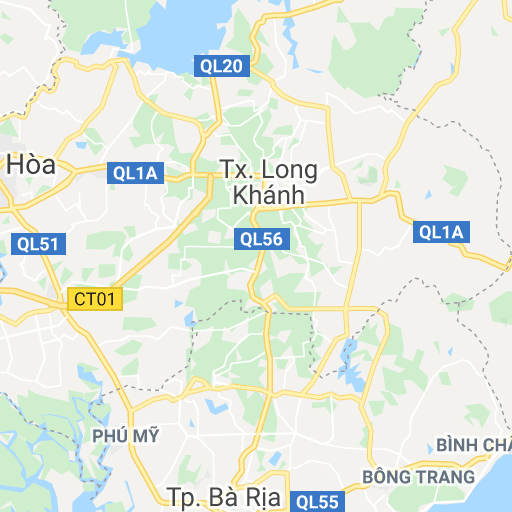 QL20
Hòa
QL1A
Tx. Long
Khánh
QL51
QL56
QL1A
CT01
PHÚ MỸ
BÌNH CHÂ
BÔNG TRANG
Tp. Bà Rịa
QL55